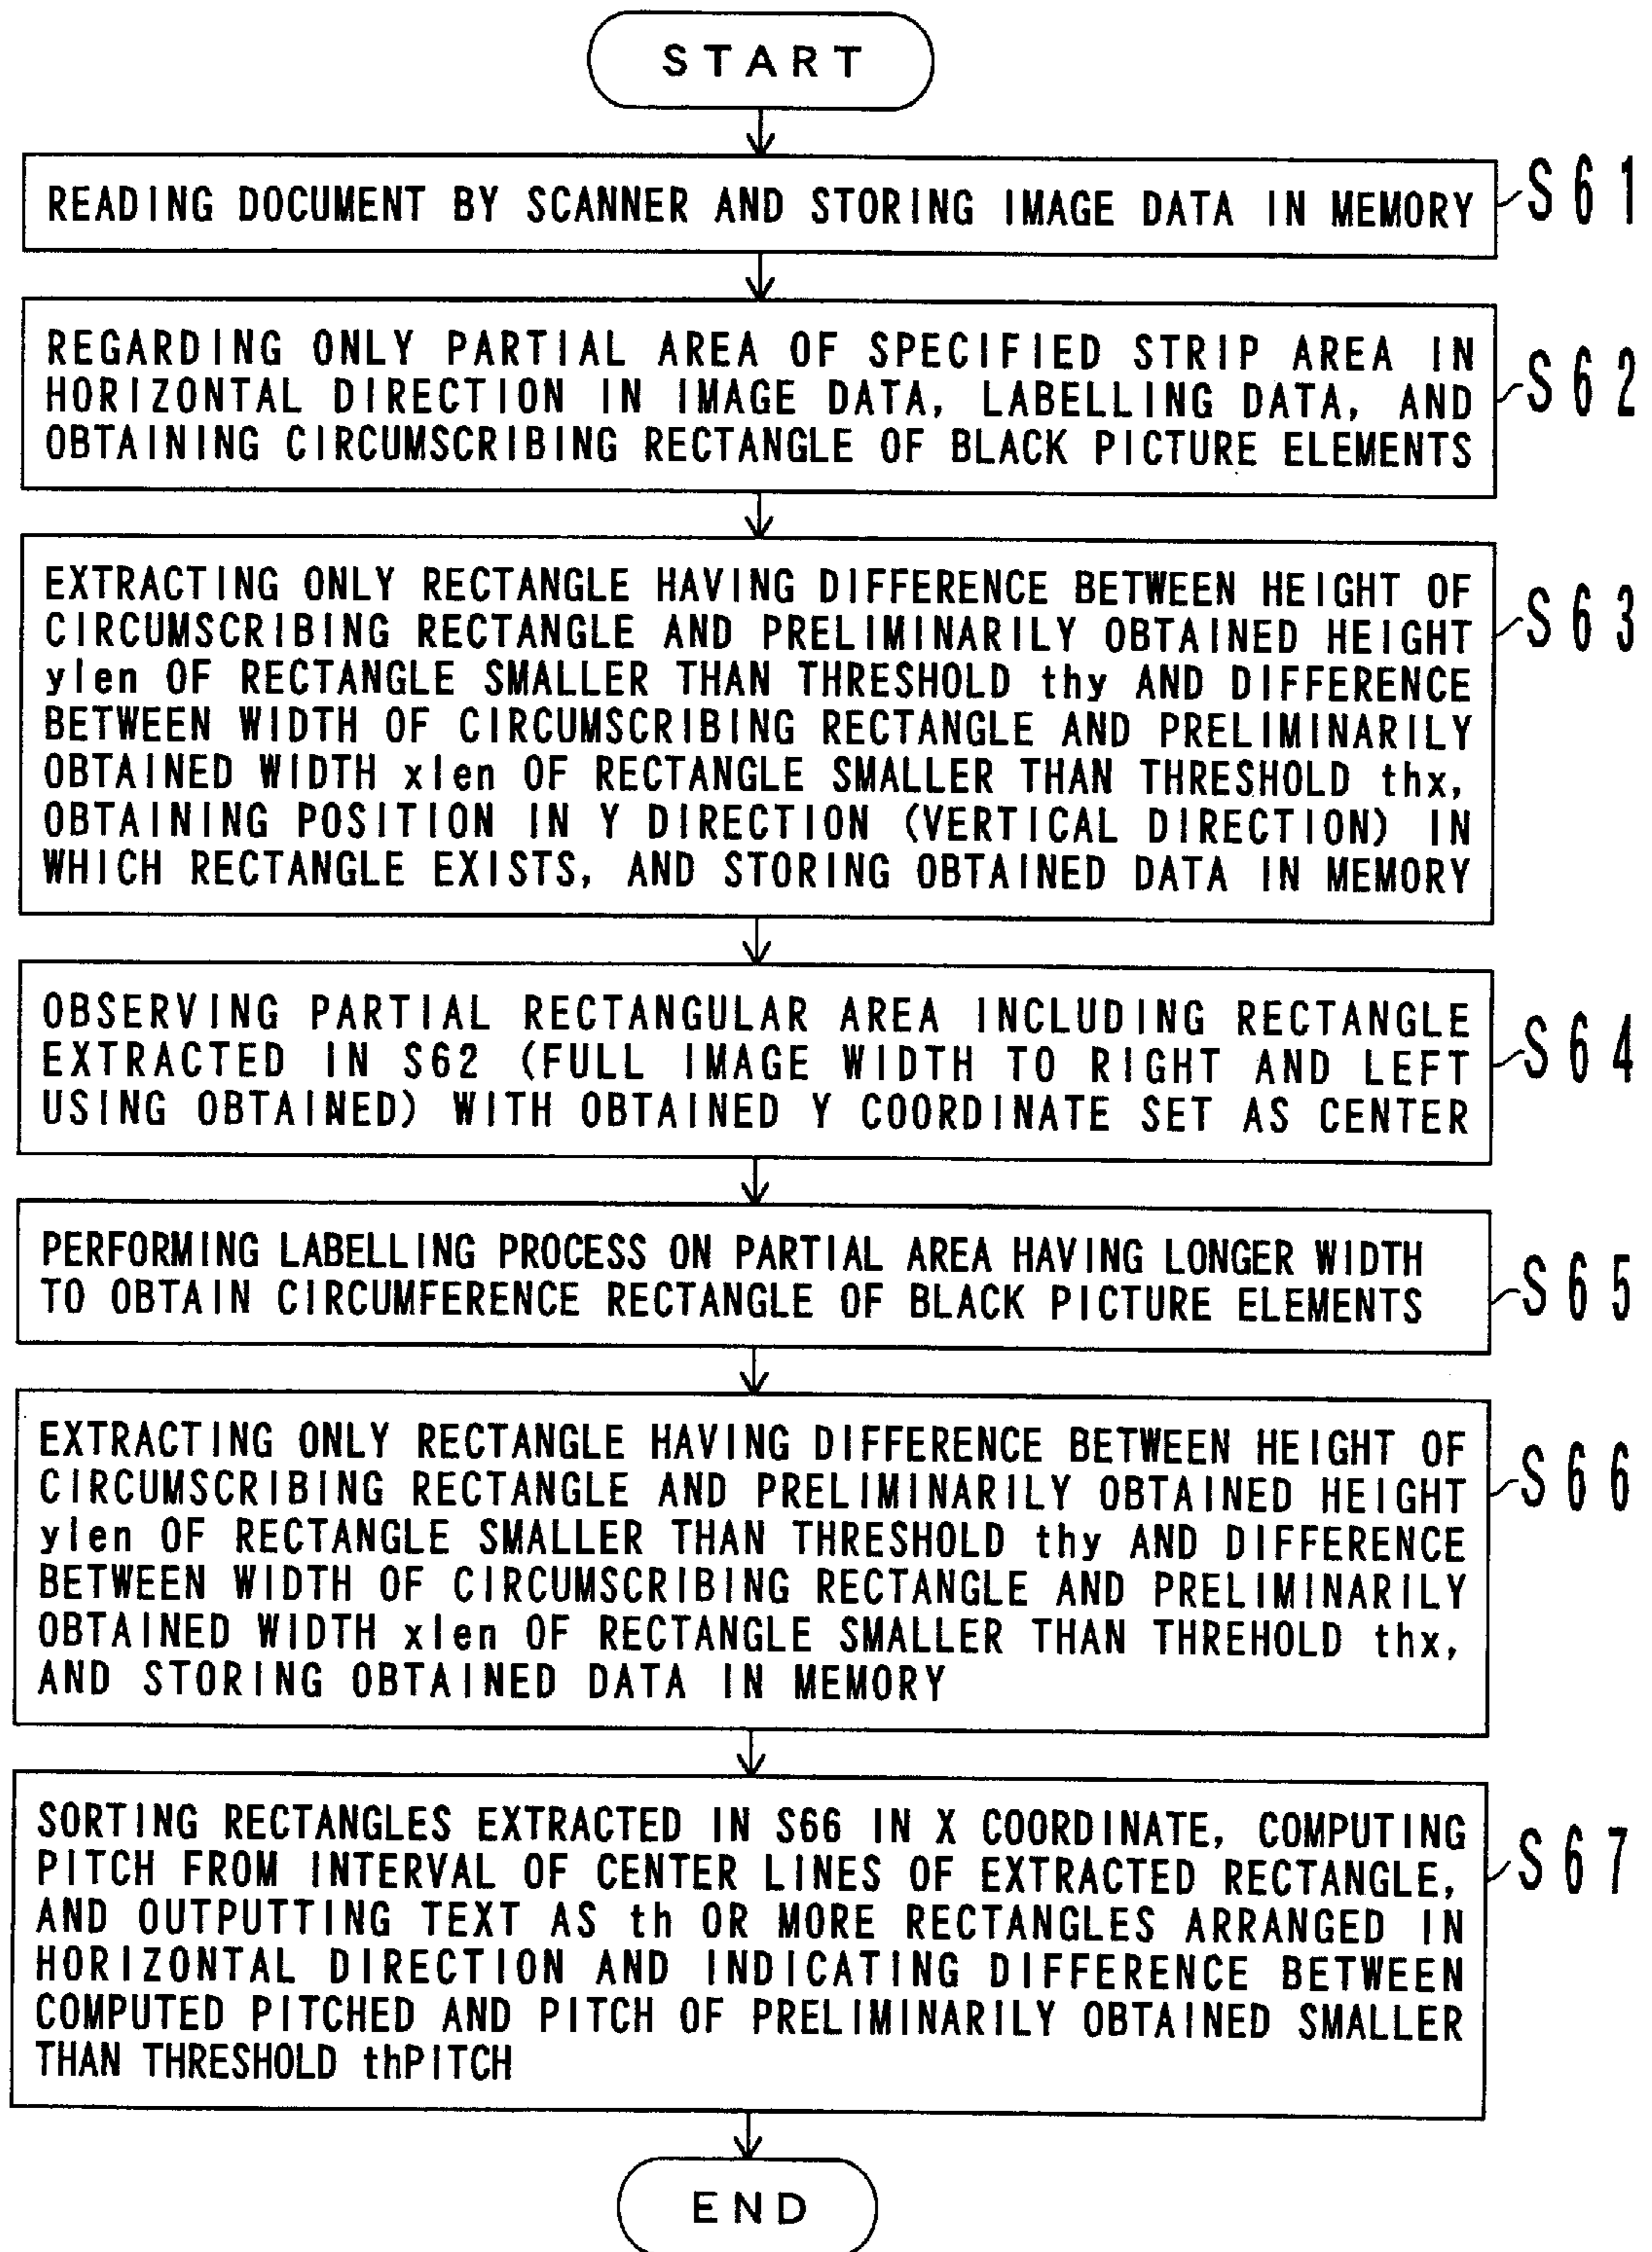 START
READING DOCUMENT BY SCANNER AND STORING IMAGE DATA IN MEMORY
S61
REGARDING ONLY PARTIAL AREA OF SPECIFIED STRIP AREA IN
HORIZONTAL DIRECTION IN IMAGE DATA, LABELLING DATA, AND
OBTAINING CIRCUMSCRIBING RECTANGLE OF BLACK PICTURE ELEMENTS
S62
EXTRACTING ONLY RECTANGLE HAVING DIFFERENCE BETWEEN HEIGHT OF
CIRCUMSCRIBING RECTANGLE AND PRELIMINARILY OBTAINED HEIGHT
ylen OF RECTANGLE SMALLER THAN THRESHOLD thy AND DIFFERENCE
BETWEEN WIDTH OF CIRCUMSCRIBING RECTANGLE AND PRELIMINARILY
OBTAINED WIDTH xlen OF RECTANGLE SMALLER THAN THRESHOLD thx,
OBTAINING POSITION IN Y DIRECTION (VERTICAL DIRECTION) IN
WHICH RECTANGLE EXISTS, AND STORING OBTAINED DATA IN MEMORY
S63
OBSERVING PARTIAL RECTANGULAR AREA INCLUDING RECTANGLE
EXTRACTED IN S62 (FULL IMAGE WIDTH TO RIGHT AND LEFT
USING OBTAINED) WITH OBTAINED Y COORDINATE SET AS CENTER
S64
PERFORMING LABELLING PROCESS ON PARTIAL AREA HAVING LONGER WIDTH
TO OBTAIN CIRCUMFERENCE RECTANGLE OF BLACK PICTURE ELEMENTS
S65
EXTRACTING ONLY RECTANGLE HAVING DIFFERENCE BETWEEN HEIGHT OF
CIRCUMSCRIBING RECTANGLE AND PRELIMINARILY OBTAINED HEIGHT
ylen OF RECTANGLE SMALLER THAN THRESHOLD thy AND DIFFERENCE
BETWEEN WIDTH OF CIRCUMSCRIBING RECTANGLE AND PRELIMINARILY
OBTAINED WIDTH xlen OF RECTANGLE SMALLER THAN THREHOLD thx,
AND STORING OBTAINED DATA IN MEMORY
S66
SORTING RECTANGLES EXTRACTED IN S66 IN X COORDINATE, COMPUTING
PITCH FROM INTERVAL OF CENTER LINES OF EXTRACTED RECTANGLE,
AND OUTPUTTING TEXT AS th OR MORE RECTANGLES ARRANGED IN
HORIZONTAL DIRECTION AND INDICATING DIFFERENCE BETWEEN
COMPUTED PITCHED AND PITCH OF PRELIMINARILY OBTAINED SMALLER
THAN THRESHOLD thPITCH
S67
END